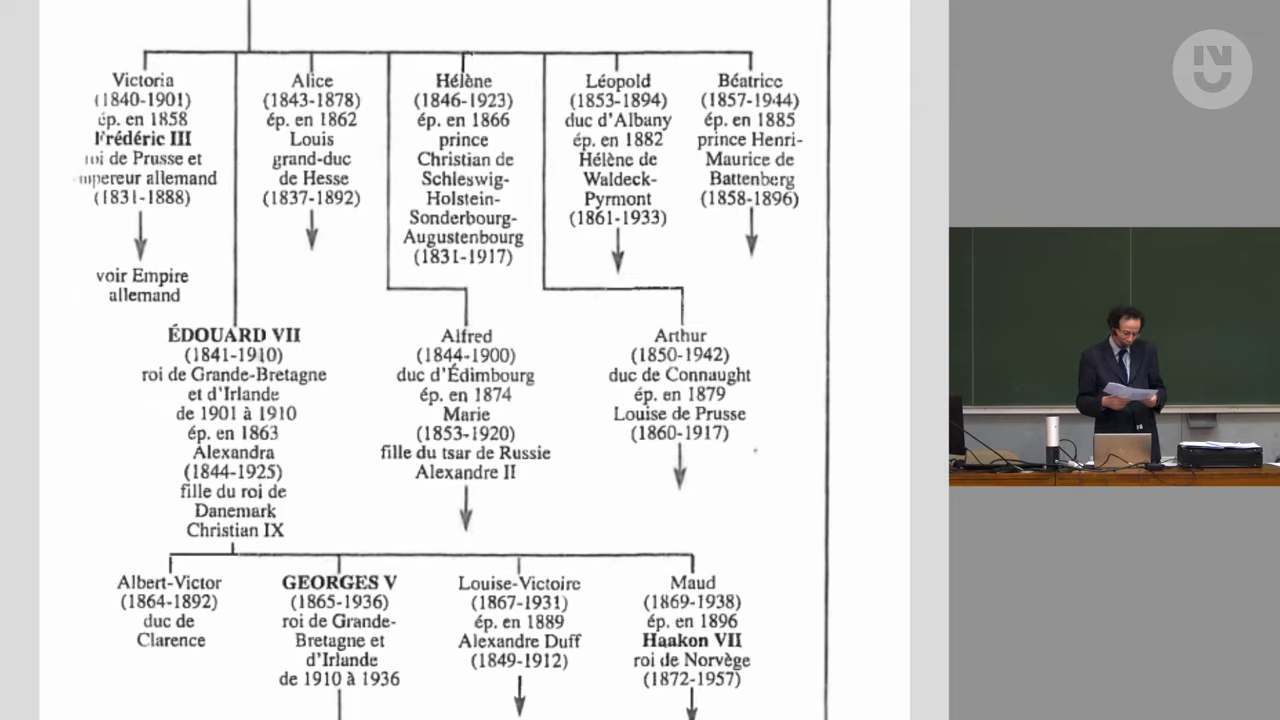 Victoria
(1840-1901)
ép. en 1858
Frédéric III
roi de Prusse et
empereur allemand
(1831-1888)
voir Empire
allemand
Alice
(1843-1878)
ép. en 1862
Louis
grand-duc
de Hesse
(1837-1892)
Hélène
(1846-1923)
ép. en 1866
prince
Christian de
Schleswig-
Holstein-
Sonderbourg-
Augustenbourg
(1831-1917)
Léopold
(1853-1894)
duc d'Albany
ép. en 1882
Hélène de
Waldeck-
Pyrmont
(1861-1933)
Béatrice
(1857-1944)
ép. en 1885
prince Henri-
Maurice de
Battenberg
(1858-1896)
ÉDOUARD VII
(1841-1910)
roi de Grande-Bretagne
et d'Irlande
de 1901 à 1910
ép. en 1863
Alexandra
(1844-1925)
fille du roi de
Danemark
Christian IX
Alfred
(1844-1900)
duc d'Édimbourg
ép. en 1874
Marie
(1853-1920)
fille du tsar de Russie
Alexandre II
Arthur
(1850-1942)
duc de Connaught
ép. en 1879
Louise de Prusse
(1860-1917)
Albert-Victor
(1864-1892)
duc de
Clarence
GEORGES V
(1865-1936)
roi de Grande-
Bretagne et
d'Irlande
de 1910 à 1936
Louise-Victoire
(1867-1931)
ép. en 1889
Alexandre Duff
(1849-1912)
Maud
(1869-1938)
ép. en 1896
Haakon VII
roi de Norvège
(1872-1957)